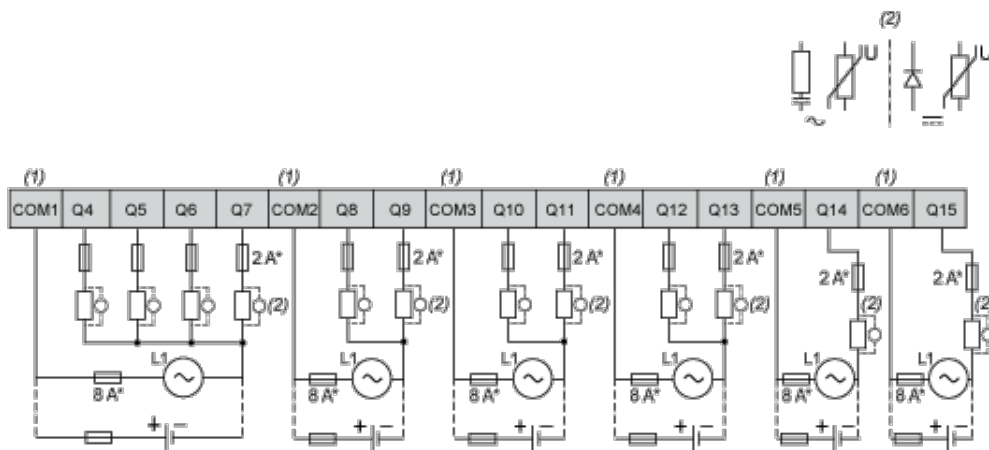 (2)
IU IU
(1) (1) (1) (1) (1) (1)
COM1 Q4 Q5 Q6 Q7 COM2 Q8 Q9 COM3 Q10 Q11 COM4 Q12 Q13 COM5 Q14 COM6 Q15
2 A* 2 A* 2 A* 2 A* 2 A* 2 A*
(2) (2) (2) (2) (2) (2)
L1 L1 L1 L1 L1 L1
8 A* 8 A* 8 A* 8 A* 8 A* 8 A*
+ − + − + − + − + − + −